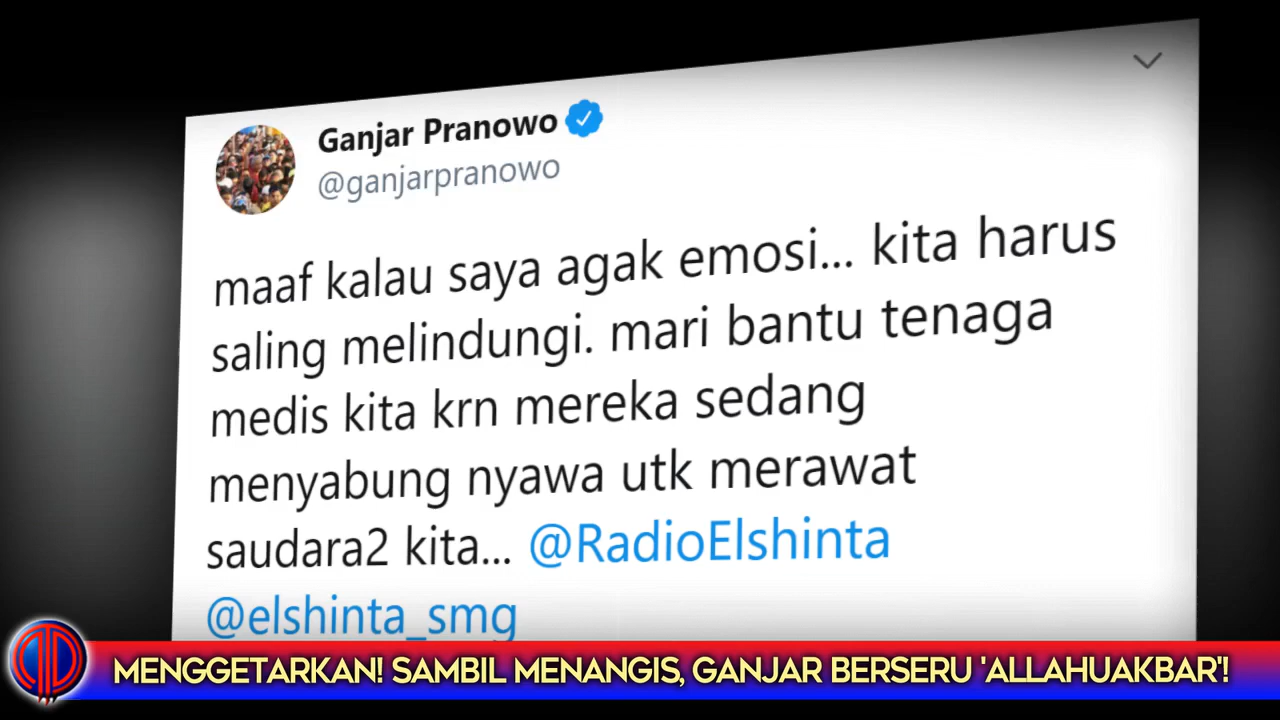 Ganjar Pranowo
@ganjarpranowo
maaf kalau saya agak emosi... kita harus
saling melindungi. mari bantu tenaga
medis kita krn mereka sedang
menyabung nyawa utk merawat
saudara2 kita... @RadioElshinta
@elshinta_smg
MENGGETARKAN! SAMBIL MENANGIS, GANJAR BERSERU 'ALLAHUAKBAR'!